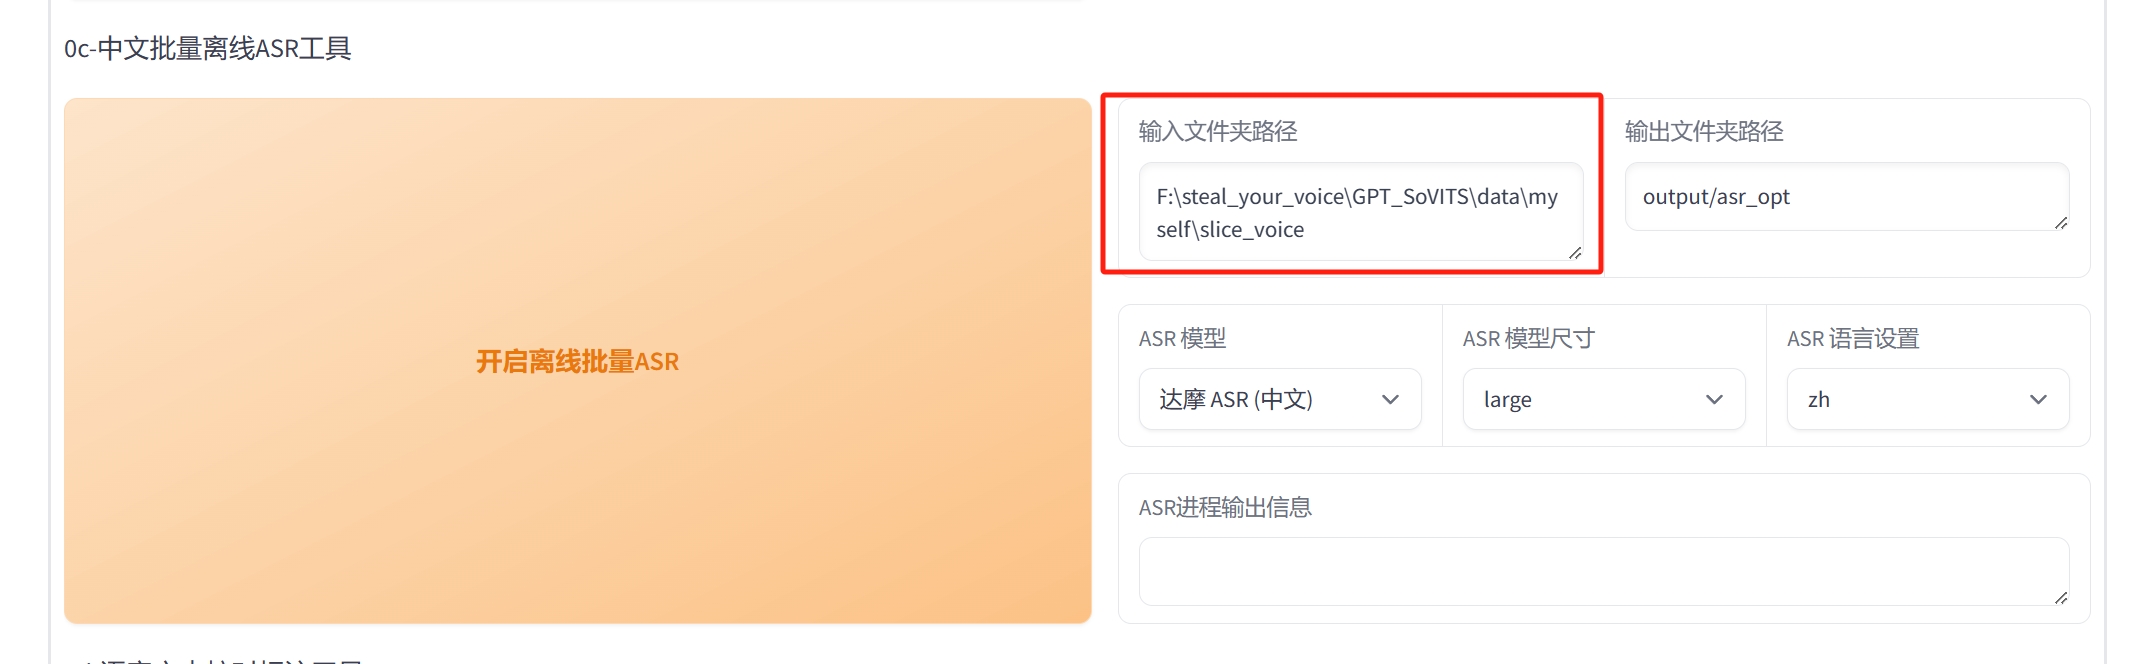 0c-中文批量离线ASR工具
开启离线批量ASR
输入文件夹路径
F:\steal_your_voice\GPT_SoVITS\data\my
self\slice_voice
输出文件夹路径
output/asr_opt
ASR 模型
达摩 ASR (中文)
ASR 模型尺寸
large
ASR 语言设置
zh
ASR进程输出信息